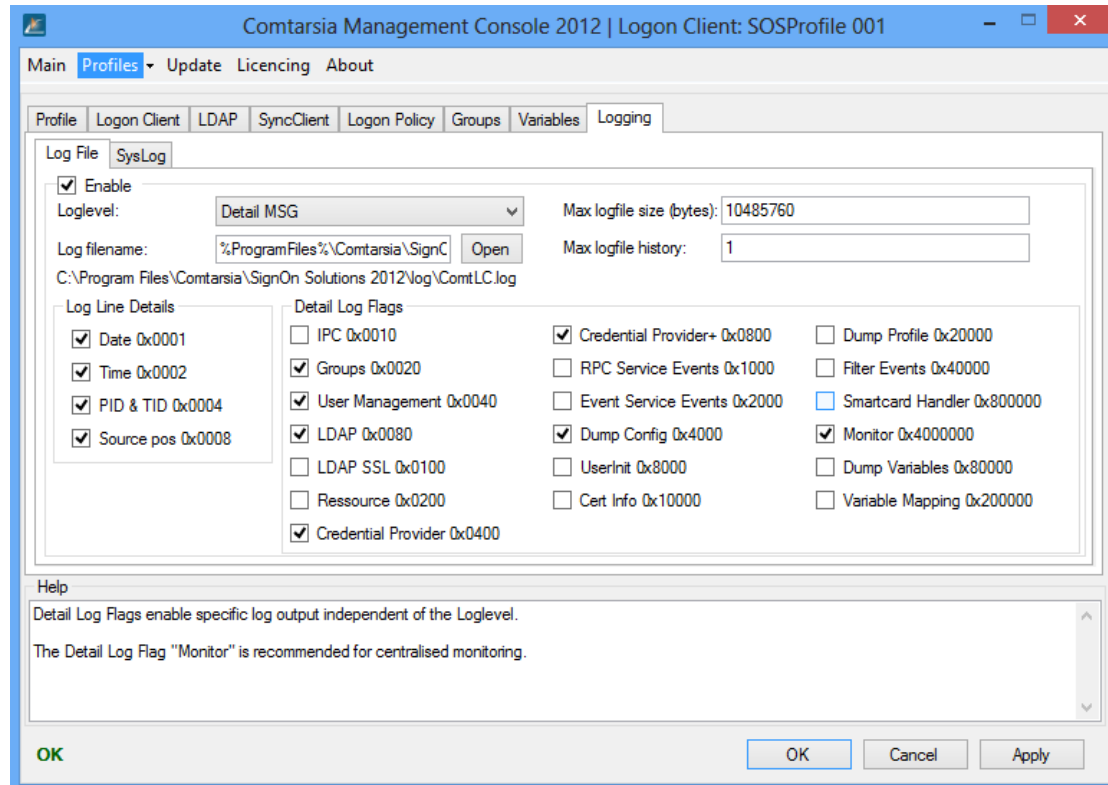 Comtarsia Management Console 2012 | Logon Client: SOSProfile 001
Main Profiles Update Licencing About
Profile Logon Client LDAP SyncClient Logon Policy Groups Variables Logging
Log File SysLog
Enable
Loglevel: Detail MSG Max logfile size (bytes): 10485760
Log filename: %ProgramFiles%\Comtarsia\SignC Open Max logfile history: 1
C:\Program Files\Comtarsia\SignOn Solutions 2012\log\ComtLC.log
Log Line Details
Date 0x0001
Time 0x0002
PID & TID 0x0004
Source pos 0x0008
Detail Log Flags
IPC 0x0010
Groups 0x0020
User Management 0x0040
LDAP 0x0080
LDAP SSL 0x0100
Ressource 0x0200
Credential Provider 0x0400
Credential Provider+ 0x0800
RPC Service Events 0x1000
Event Service Events 0x2000
Dump Config 0x4000
UserInit 0x8000
Cert Info 0x10000
Dump Profile 0x20000
Filter Events 0x40000
Smartcard Handler 0x800000
Monitor 0x4000000
Dump Variables 0x80000
Variable Mapping 0x200000
Help
Detail Log Flags enable specific log output independent of the Loglevel.
The Detail Log Flag "Monitor" is recommended for centralised monitoring.
OK OK Cancel Apply